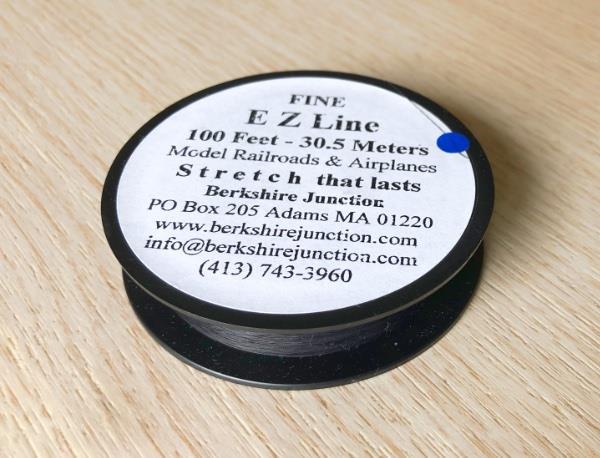 FINE
E Z Line
100 Feet - 30.5 Meters
Model Railroads & Airplanes
Stretch that lasts
Berkshire Junction
PO Box 205 Adams MA 01220
www.berkshirejunction.com
info@berkshirejunction.com
(413) 743-3960